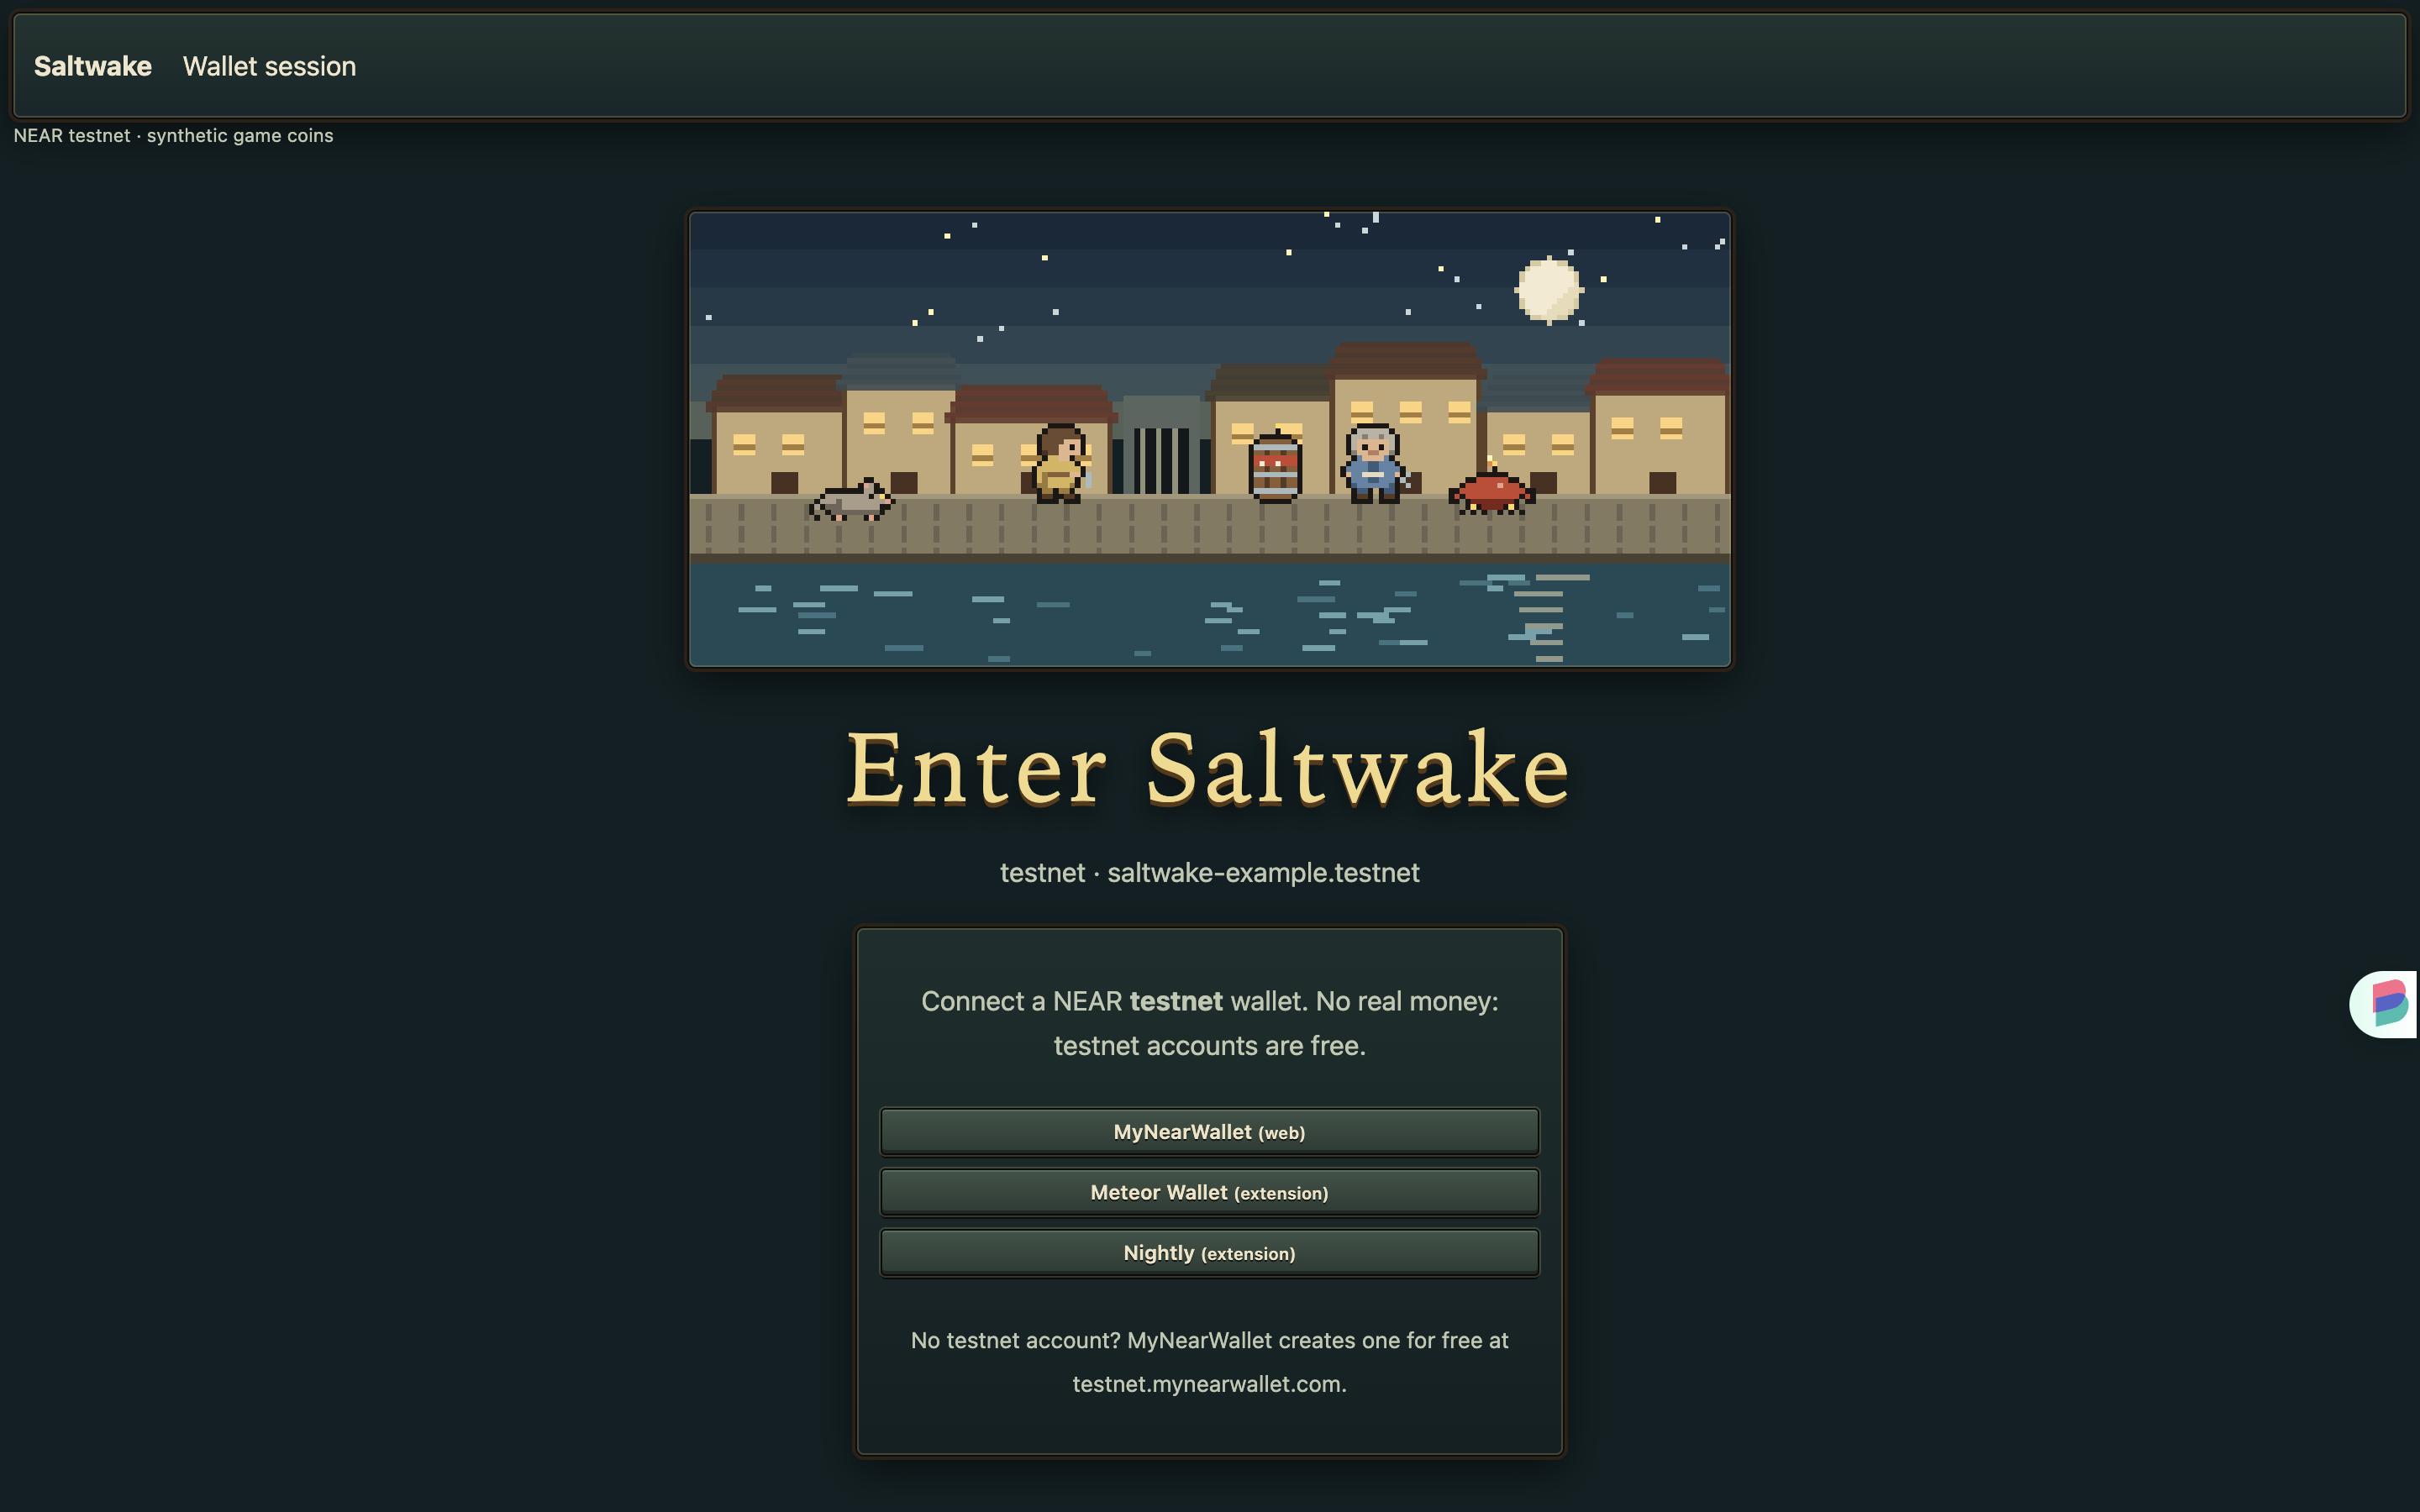 Saltwake Wallet session
NEAR testnet · synthetic game coins
Enter Saltwake
testnet · saltwake-example.testnet
Connect a NEAR testnet wallet. No real money:
testnet accounts are free.
MyNearWallet (web)
Meteor Wallet (extension)
Nightly (extension)
No testnet account? MyNearWallet creates one for free at
testnet.mynearwallet.com.